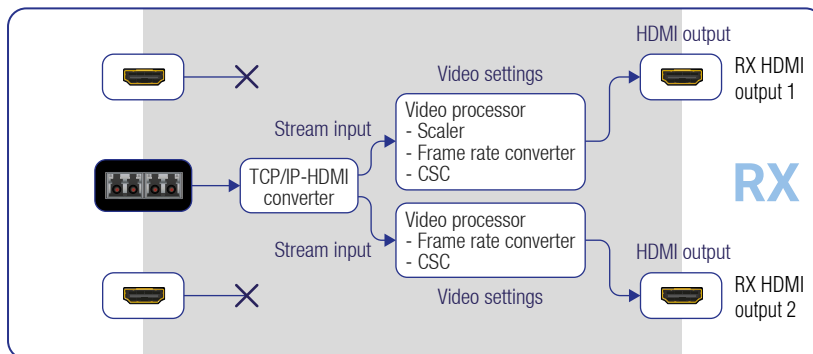 HDMI output
RX HDMI
output 1
Video settings
Stream input
Video processor
- Scaler
- Frame rate converter
- CSC
TCP/IP-HDMI
converter
RX
Video processor
- Frame rate converter
- CSC
Stream input
HDMI output
Video settings
RX HDMI
output 2